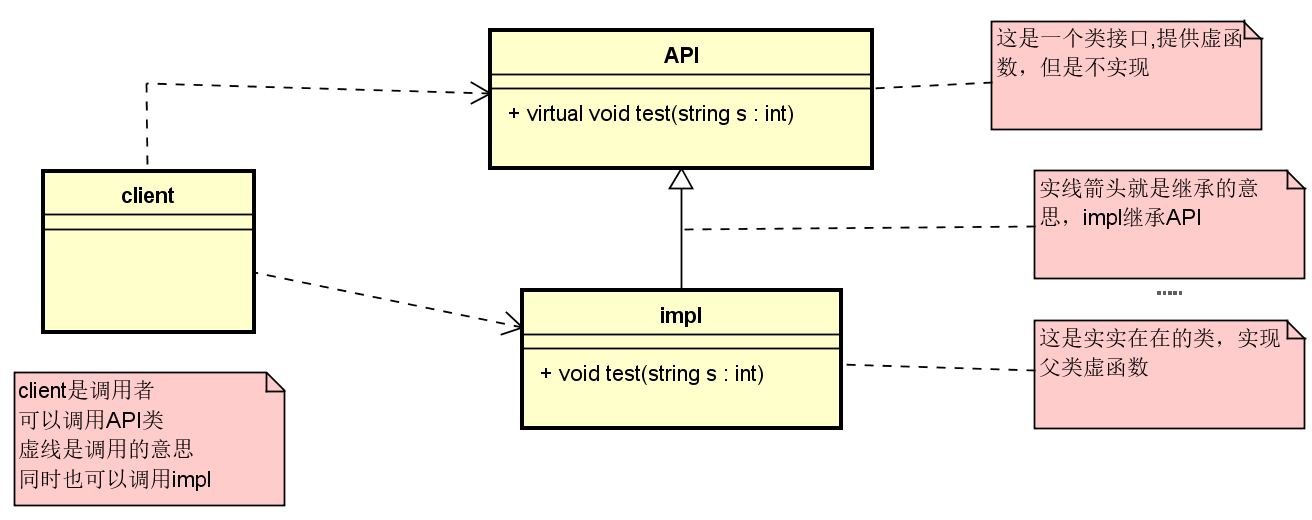 API
+ virtual void test(string s : int)
这是一个类接口,提供虚函
数，但是不实现
client
实线箭头就是继承的意
思，impl继承API
impl
+ void test(string s : int)
这是实实在在的类，实现
父类虚函数
client是调用者
可以调用API类
虚线是调用的意思
同时也可以调用impl